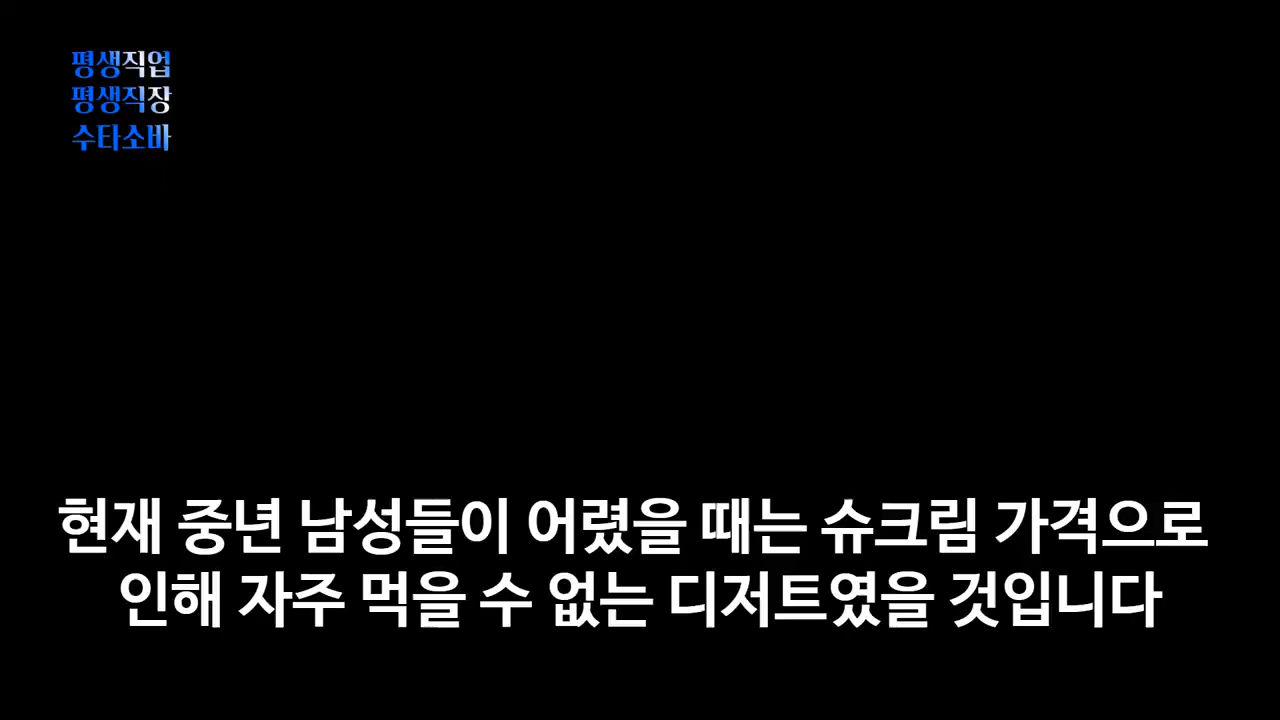 평생직업
평생직장
수타소바
현재 중년 남성들이 어렸을 때는 슈크림 가격으로
인해 자주 먹을 수 없는 디저트였을 것입니다